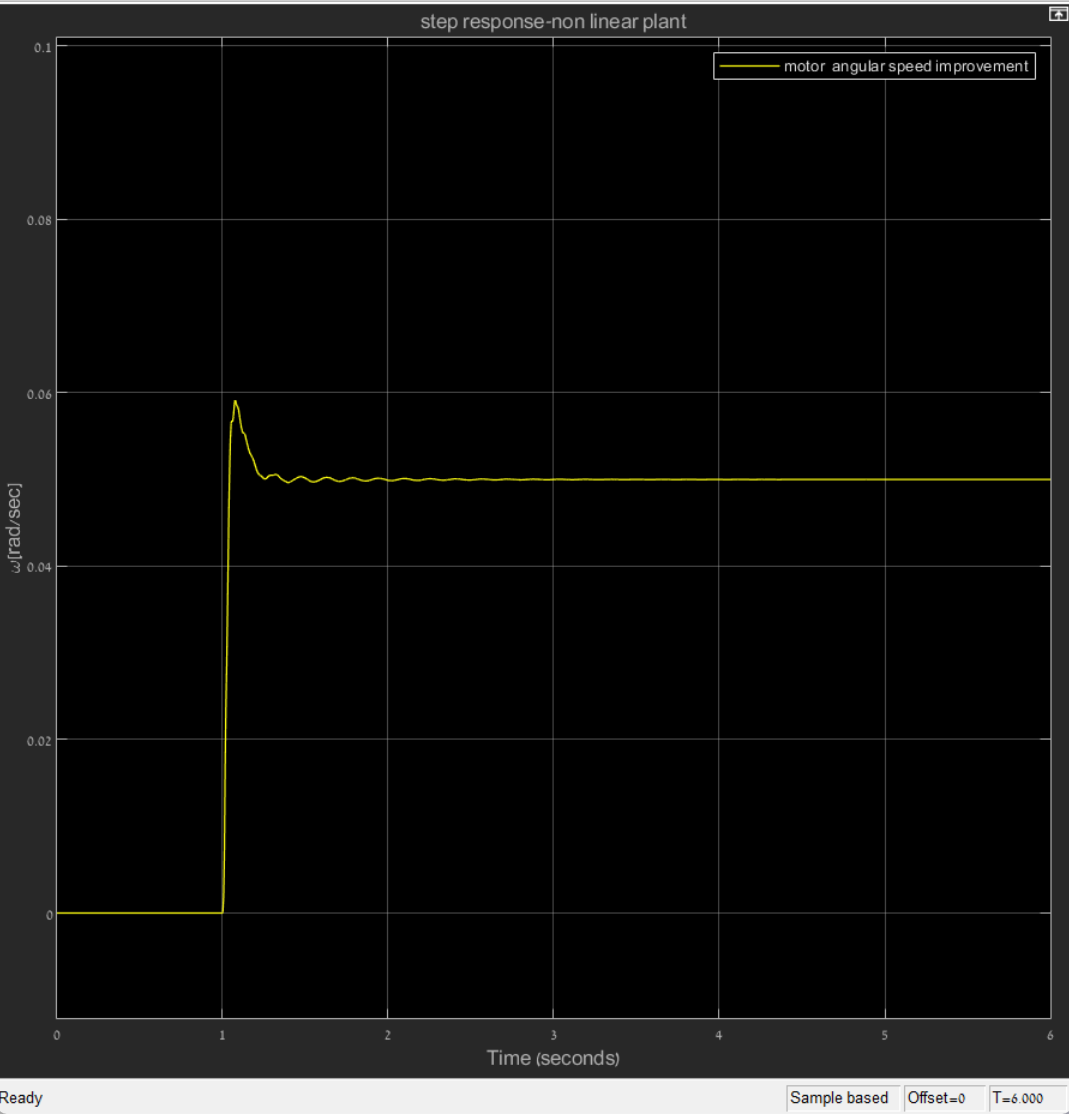 step response-non linear plant
motor angular speed improvement
0.1
0.08
0.06
0.04
0.02
0
ω[rad/sec]
0 1 2 3 4 5 6
Time (seconds)
Ready
Sample based Offset=0 T=6.000